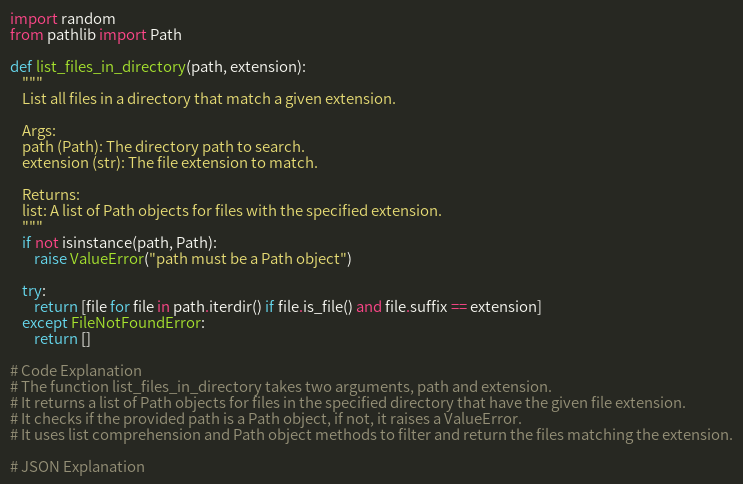 import random
from pathlib import Path

def list_files_in_directory(path, extension):
    """
    List all files in a directory that match a given extension.

    Args:
    path (Path): The directory path to search.
    extension (str): The file extension to match.

    Returns:
    list: A list of Path objects for files with the specified extension.
    """
    if not isinstance(path, Path):
        raise ValueError("path must be a Path object")

    try:
        return [file for file in path.iterdir() if file.is_file() and file.suffix == extension]
    except FileNotFoundError:
        return []

# Code Explanation
# The function list_files_in_directory takes two arguments, path and extension.
# It returns a list of Path objects for files in the specified directory that have the given file extension.
# It checks if the provided path is a Path object, if not, it raises a ValueError.
# It uses list comprehension and Path object methods to filter and return the files matching the extension.

# JSON Explanation